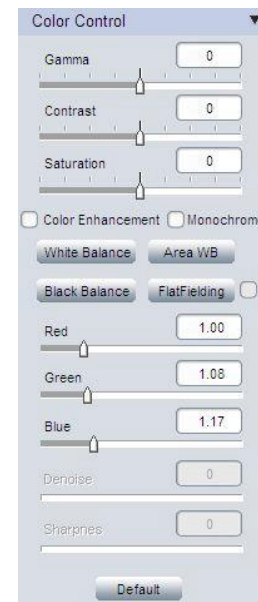 Color Control
Gamma 0
Contrast 0
Saturation 0
Color Enhancement Monochrom
White Balance Area WB
Black Balance FlatFielding
Red 1.00
Green 1.08
Blue 1.17
Denoise 0
Sharpnes 0
Default